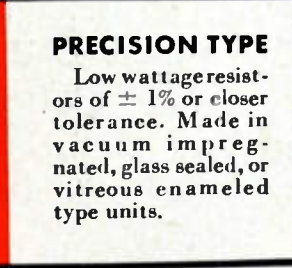 PRECISION TYPE
Low wattage resist-
ors of ± 1% or closer
tolerance. Made in
vacuum impreg-
nated, glass sealed, or
vitreous enameled
type units.